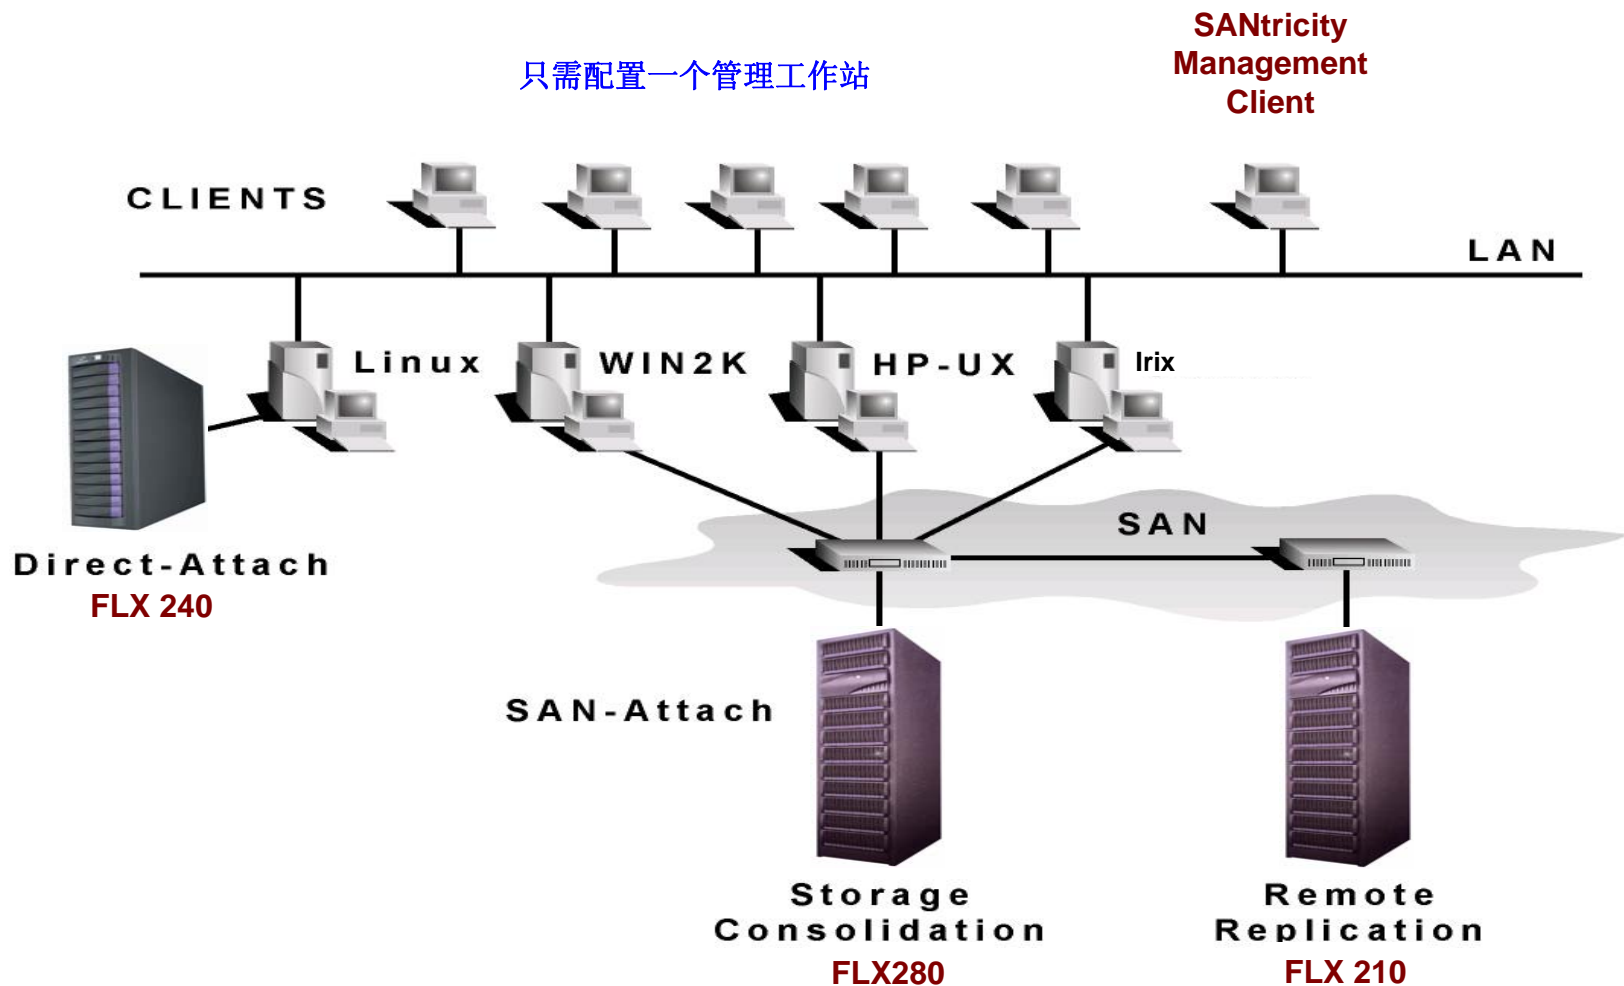 SANtricity
Management
Client
只需配置一个管理工作站
CLIENTS
LAN
Linux
WIN2K
HP-UX
Irix
SAN
Direct-Attach
FLX 240
SAN-Attach
Storage
Consolidation
FLX280
Remote
Replication
FLX 210